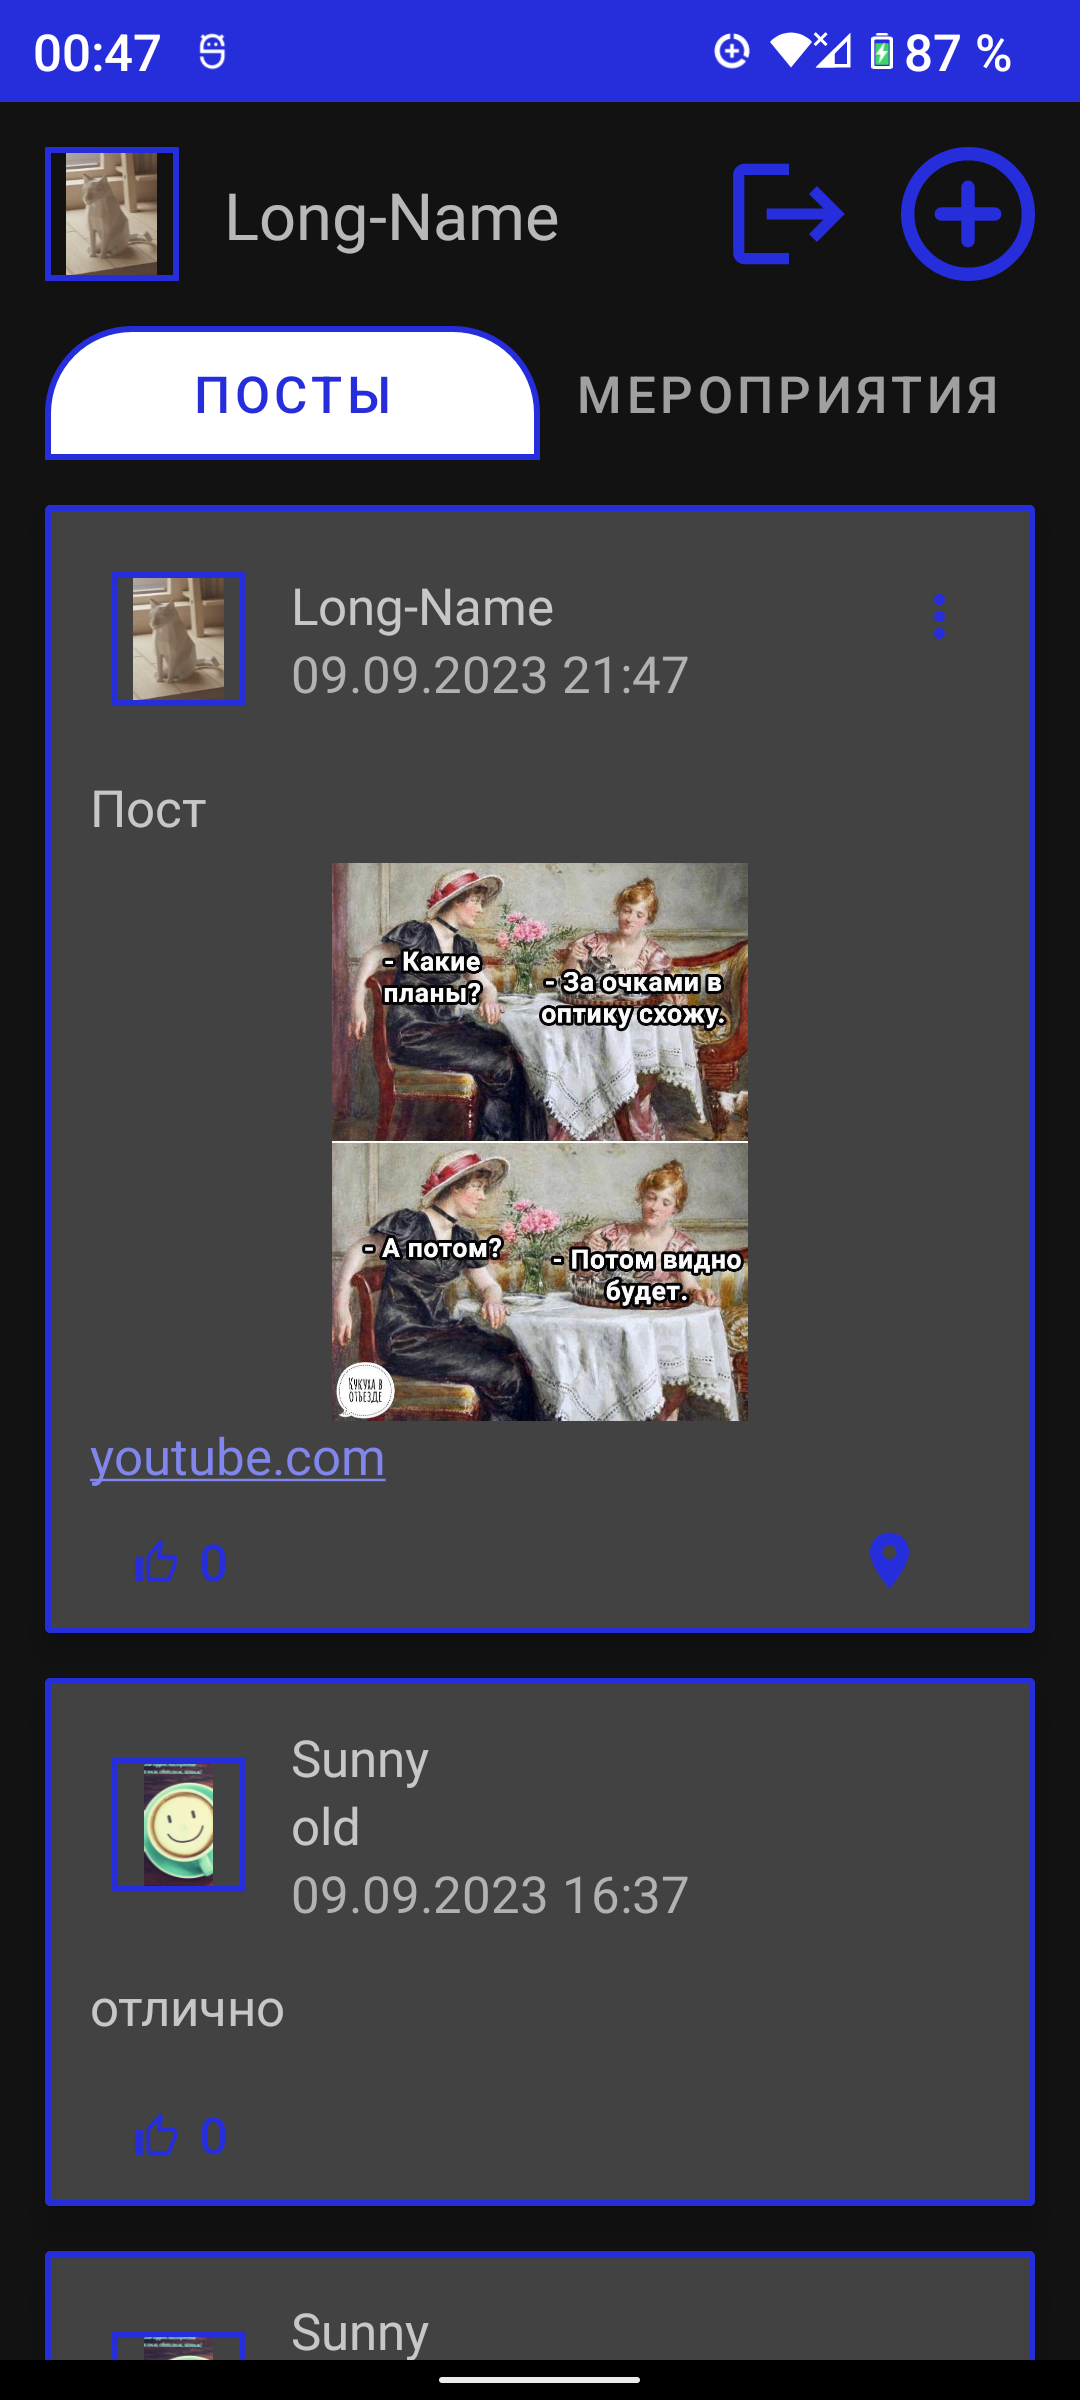 00:47
87 %
Long-Name
ПОСТЫ
МЕРОПРИЯТИЯ
Long-Name
09.09.2023 21:47
Пост
- Какие
планы?
- За очками в
оптику схожу.
- А потом?
- Потом видно
будет.
КУКУХА В
ОТЪЕЗДЕ
youtube.com
0
Sunny
old
09.09.2023 16:37
отлично
0
Sunny